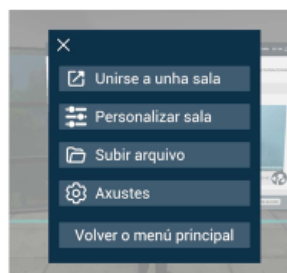 Unirse a unha sala
Personalizar sala
Subir arquivo
Axustes
Volver o menú principal